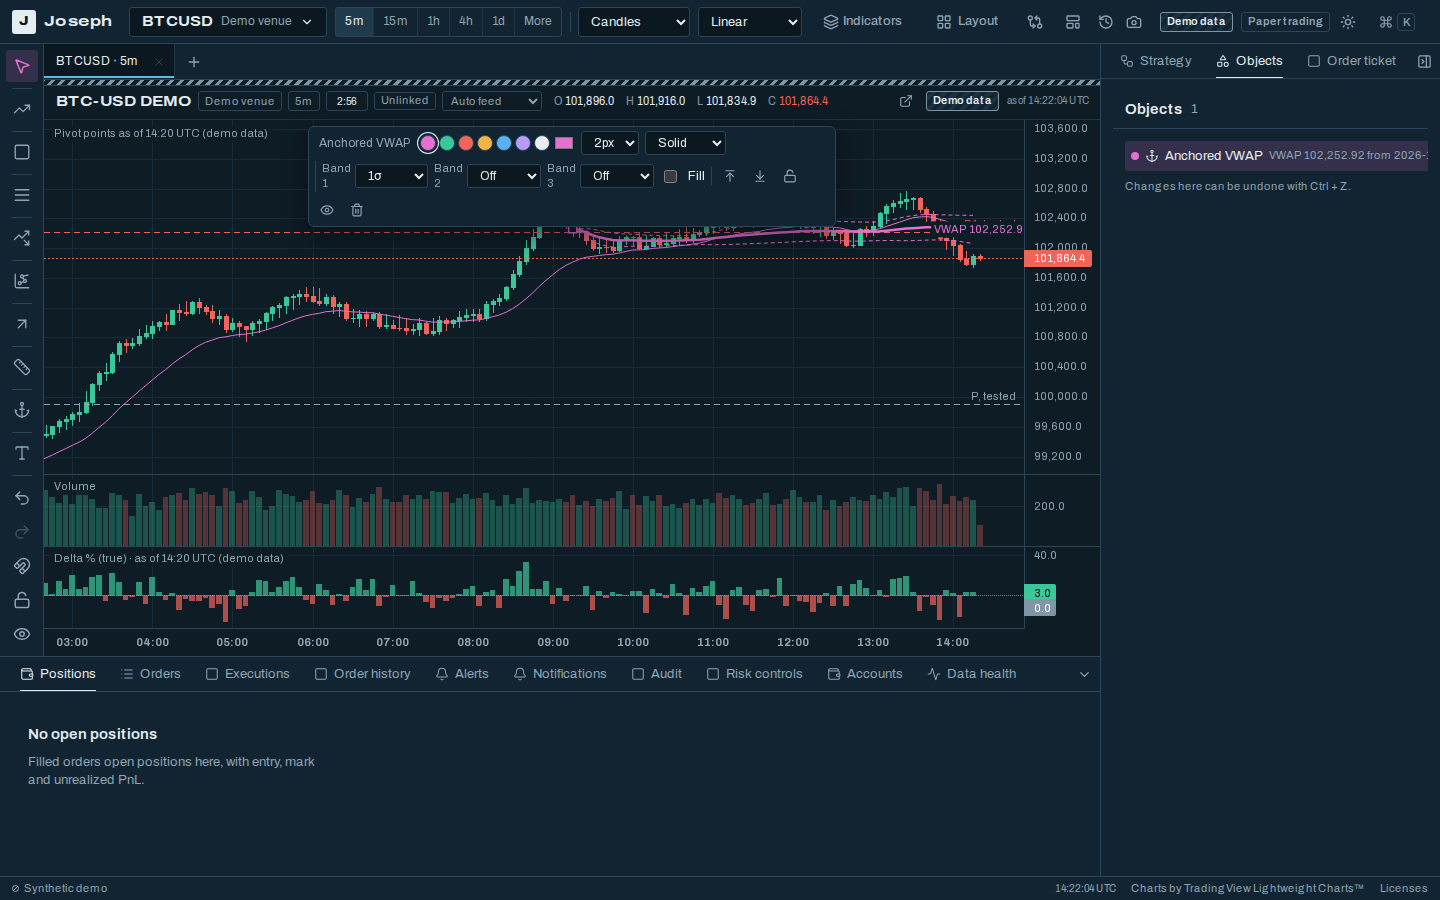 J Joseph BTCUSD Demo venue 5m 15m 1h 4h 1d More Candles Linear Indicators Layout Demo data Paper trading ⌘ K
BTCUSD · 5m × +
Strategy Objects Order ticket
BTC-USD DEMO Demo venue 5m 2:56 Unlinked Auto feed O 101,896.0 H 101,916.0 L 101,834.9 C 101,864.4 Demo data as of 14:22:04 UTC
Objects 1
Pivot points as of 14:20 UTC (demo data)
Anchored VWAP 2px Solid
Band 1 1σ Band 2 Off Band 3 Off Fill
Anchored VWAP VWAP 102,252.92 from 2026-
Changes here can be undone with Ctrl + Z.
103,600.0
103,200.0
102,800.0
102,400.0
VWAP 102,252.9
102,000.0
101,864.4
101,600.0
101,200.0
100,800.0
100,400.0
P, tested
100,000.0
99,600.0
99,200.0
Volume
200.0
Delta % (true) · as of 14:20 UTC (demo data)
40.0
3.0
0.0
03:00 04:00 05:00 06:00 07:00 08:00 09:00 10:00 11:00 12:00 13:00 14:00
Positions Orders Executions Order history Alerts Notifications Audit Risk controls Accounts Data health
No open positions
Filled orders open positions here, with entry, mark
and unrealized PnL.
Synthetic demo
14:22:04 UTC Charts by TradingView Lightweight Charts™ Licenses